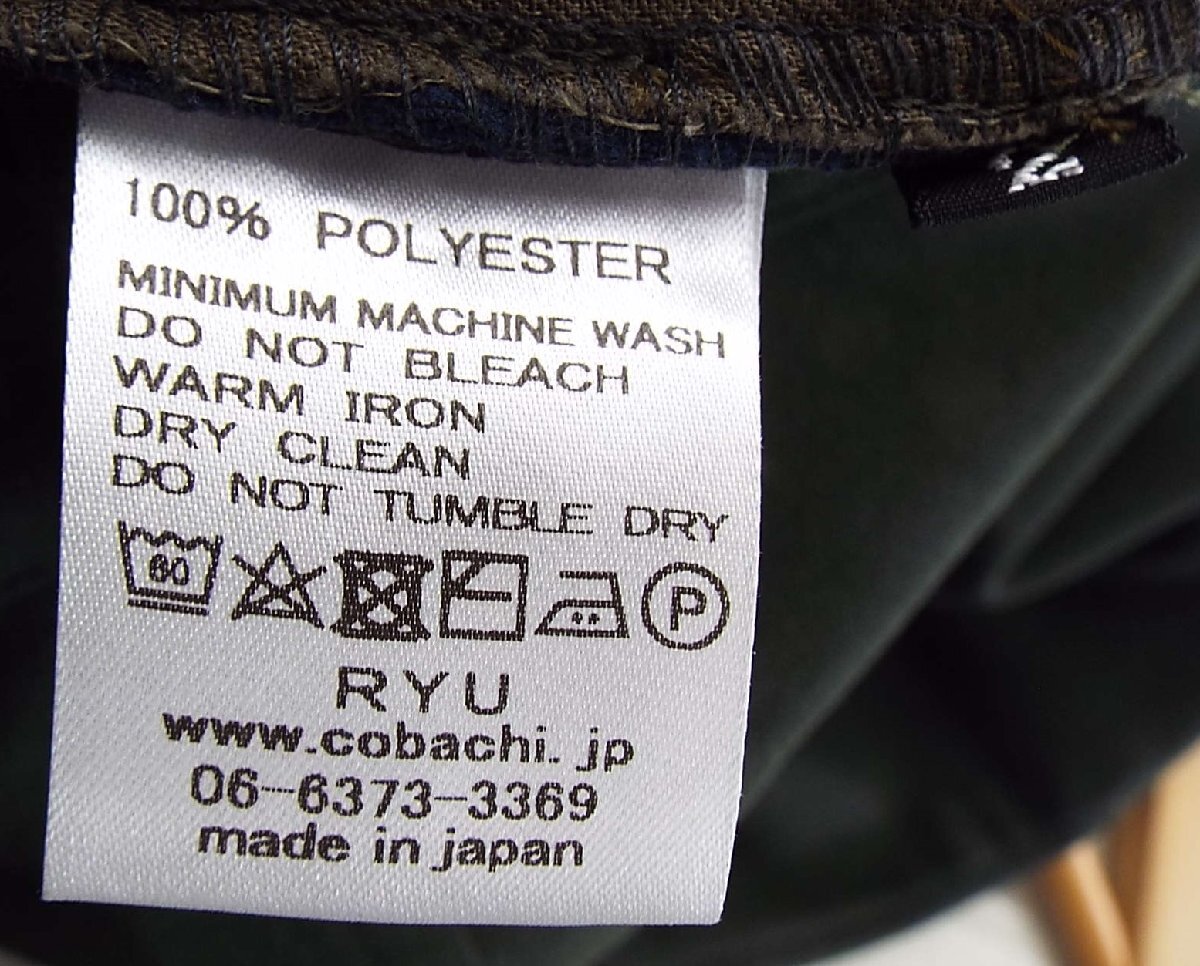 100% POLYESTER
MINIMUM MACHINE WASH
DO NOT BLEACH
WARM IRON
DRY CLEAN
DO NOT TUMBLE DRY
60
P
RYU
www.cobachi.jp
06-6373-3369
made in japan